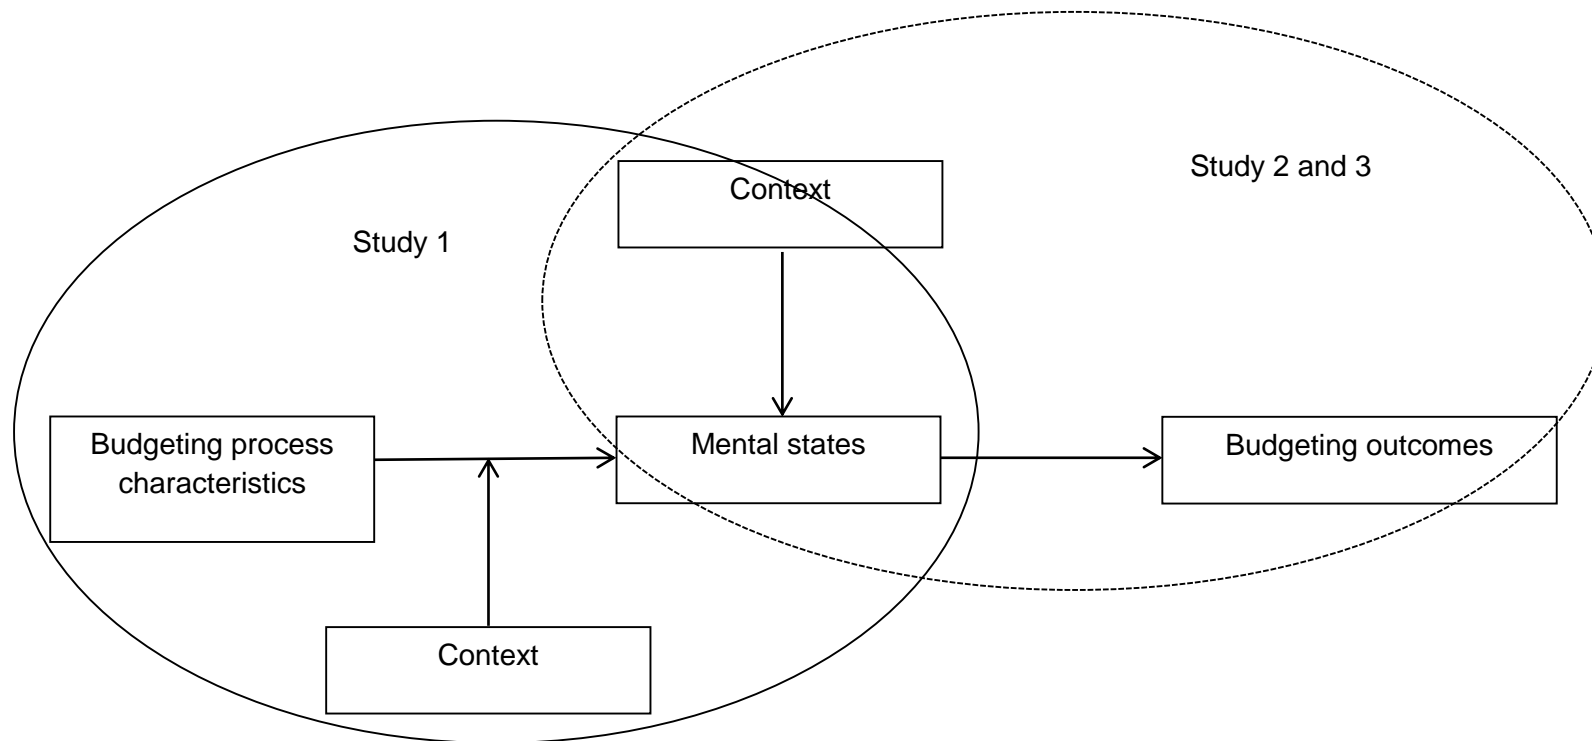 Study 2 and 3
Context
Study 1
Budgeting process
characteristics
Mental states
Budgeting outcomes
Context